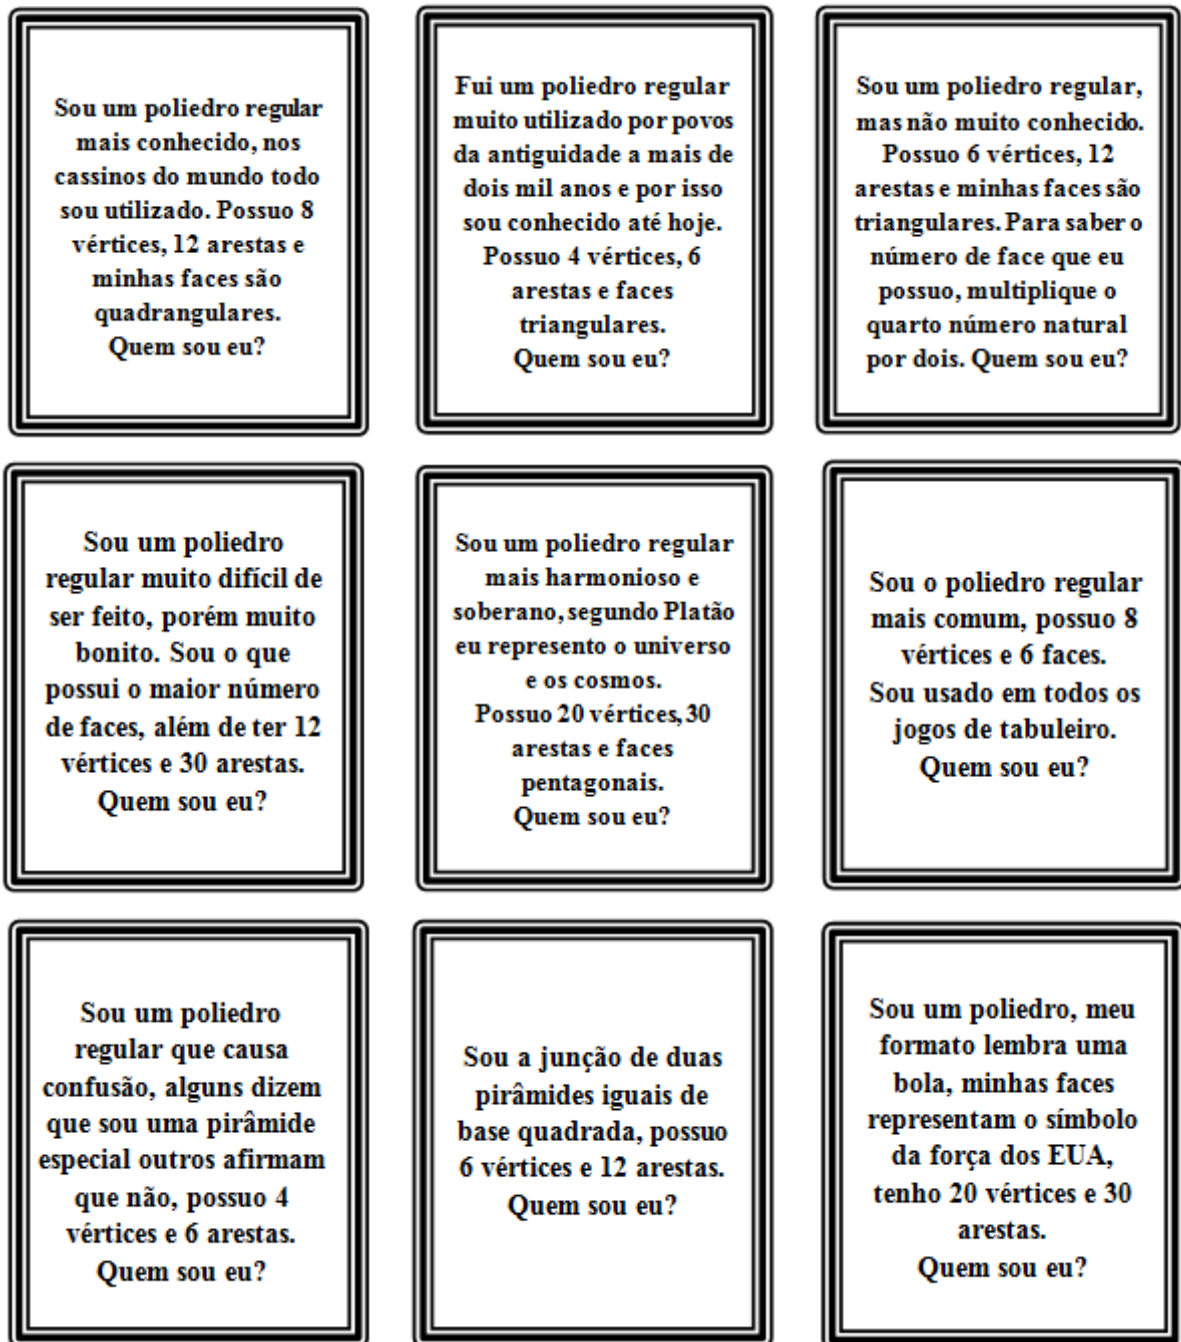 Sou um poliedro regular
mais conhecido, nos
cassinos do mundo todo
sou utilizado. Possuo 8
vértices, 12 arestas e
minhas faces são
quadrangulares.
Quem sou eu?
Fui um poliedro regular
muito utilizado por povos
da antiguidade a mais de
dois mil anos e por isso
sou conhecido até hoje.
Possuo 4 vértices, 6
arestas e faces
triangulares.
Quem sou eu?
Sou um poliedro regular,
mas não muito conhecido.
Possuo 6 vértices, 12
arestas e minhas faces são
triangulares. Para saber o
número de face que eu
possuo, multiplique o
quarto número natural
por dois. Quem sou eu?
Sou um poliedro
regular muito difícil de
ser feito, porém muito
bonito. Sou o que
possui o maior número
de faces, além de ter 12
vértices e 30 arestas.
Quem sou eu?
Sou um poliedro regular
mais harmonioso e
soberano, segundo Platão
eu represento o universo
e os cosmos.
Possuo 20 vértices, 30
arestas e faces
pentagonais.
Quem sou eu?
Sou o poliedro regular
mais comum, possuo 8
vértices e 6 faces.
Sou usado em todos os
jogos de tabuleiro.
Quem sou eu?
Sou um poliedro
regular que causa
confusão, alguns dizem
que sou uma pirâmide
especial outros afirmam
que não, possuo 4
vértices e 6 arestas.
Quem sou eu?
Sou a junção de duas
pirâmides iguais de
base quadrada, possuo
6 vértices e 12 arestas.
Quem sou eu?
Sou um poliedro, meu
formato lembra uma
bola, minhas faces
representam o símbolo
da força dos EUA,
tenho 20 vértices e 30
arestas.
Quem sou eu?